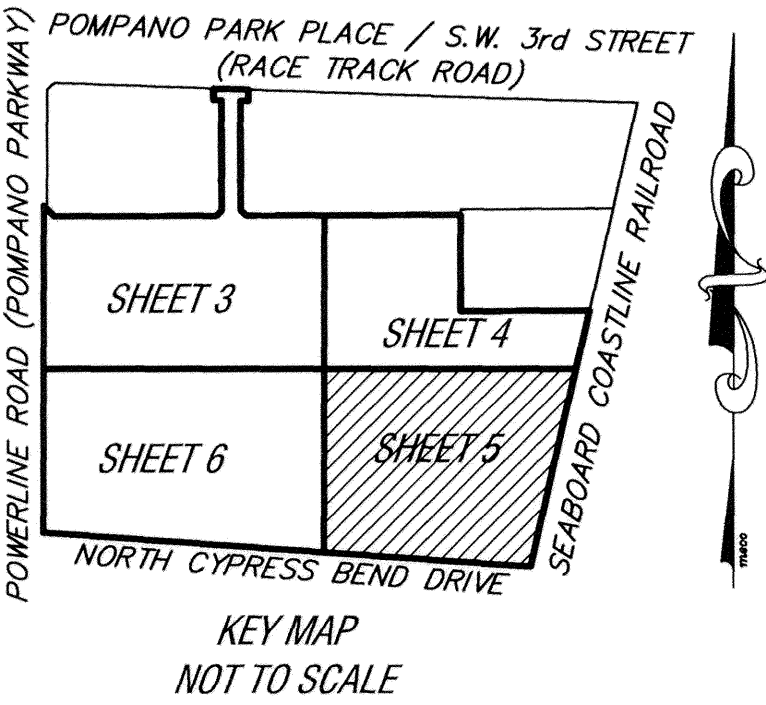 POMPANO PARK PLACE / S.W. 3rd STREET
(RACE TRACK ROAD)
POWERLINE ROAD (POMPANO PARKWAY)
SEABOARD COASTLINE RAILROAD
SHEET 3
SHEET 4
SHEET 6
SHEET 5
NORTH CYPRESS BEND DRIVE
meco
KEY MAP
NOT TO SCALE